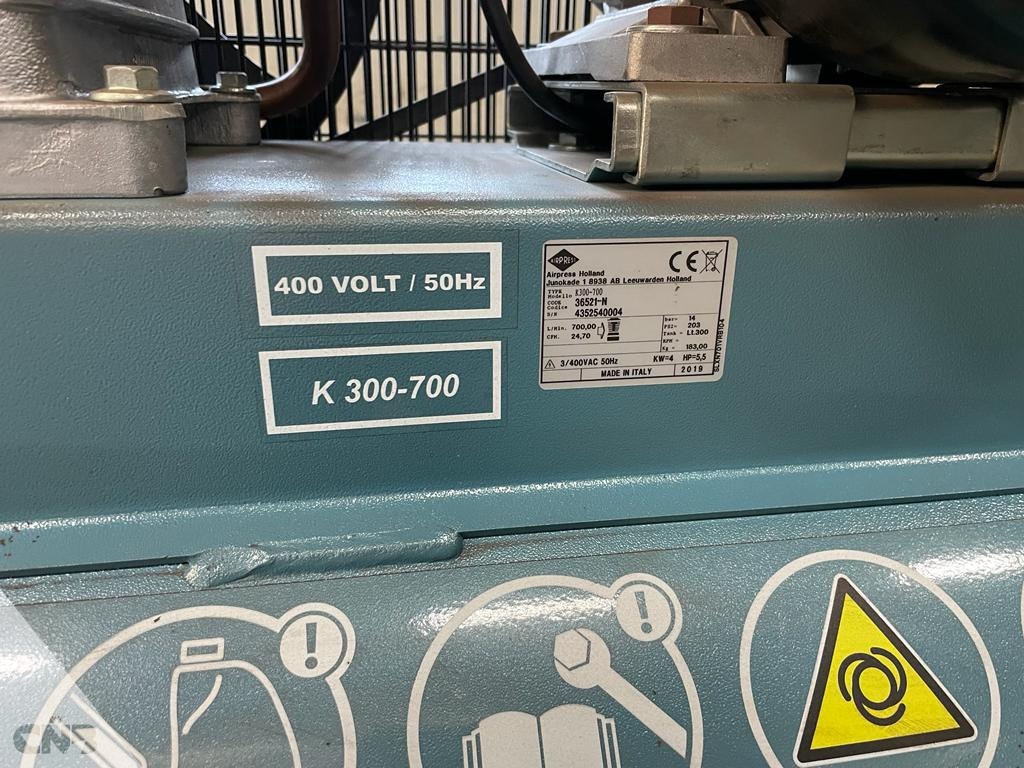 400 VOLT / 50Hz
K 300-700
AIRPRESS
Airpress Holland
Junokade 1 8938 AB Leeuwarden Holland
CE
TYPE
Modello K300-700
CODE
Codice 36521-N
S/N 4352540004
L/Min. 700,00
CFM. 24,70
bar= 14
PSI= 203
Tank = Lt.300
RPM =
Kg = 183,00
3/400VAC 50Hz KW=4 HP=5,5
MADE IN ITALY 2019
CNT